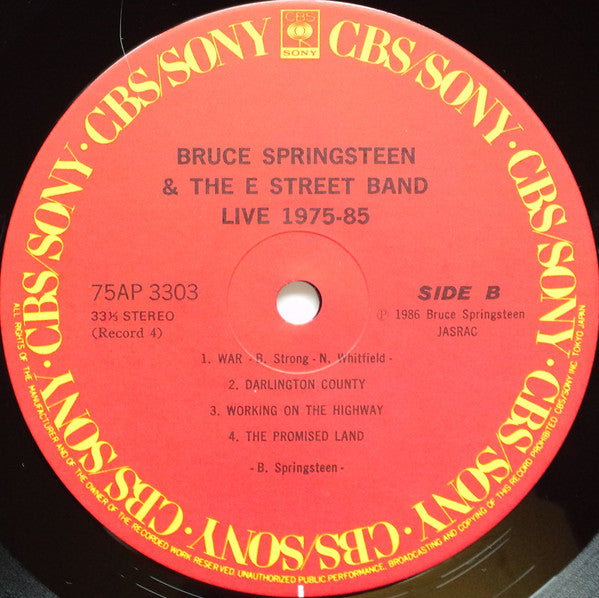 CBS
SONY
CBS/SONY · CBS/SONY · CBS/SONY · CBS/SONY · CBS/SONY · CBS/SONY · CBS/SONY · CBS/SONY
BRUCE SPRINGSTEEN
& THE E STREET BAND
LIVE 1975-85
75AP 3303
33⅓ STEREO
(Record 4)
SIDE B
Ⓟ 1986 Bruce Springsteen
JASRAC
1. WAR -B. Strong - N. Whitfield -
2. DARLINGTON COUNTY
3. WORKING ON THE HIGHWAY
4. THE PROMISED LAND
- B. Springsteen -
ALL RIGHTS OF THE MANUFACTURER AND OF THE OWNER OF THE RECORDED WORK RESERVED. UNAUTHORIZED PUBLIC PERFORMANCE, BROADCASTING AND COPYING OF THIS RECORD PROHIBITED CBS/SONY INC. TOKYO JAPAN